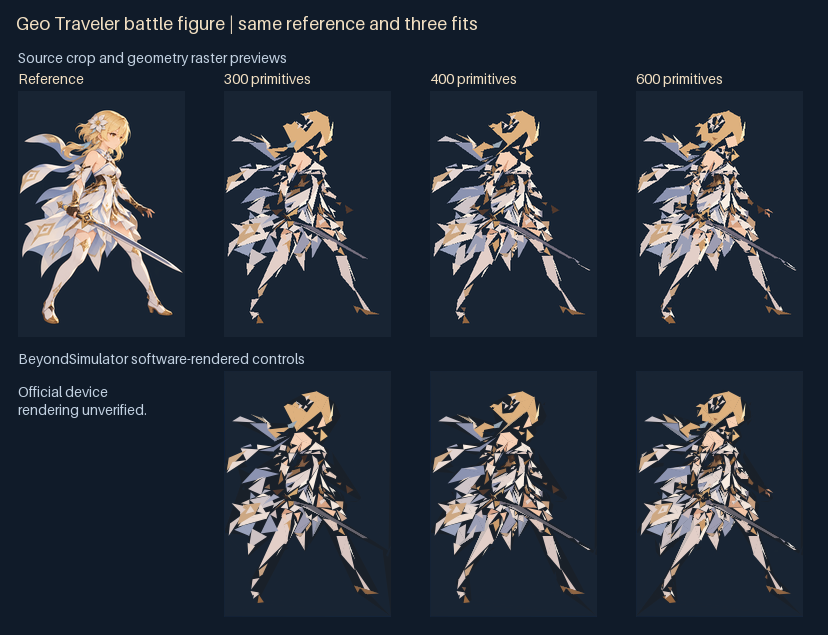 Geo Traveler battle figure | same reference and three fits
Source crop and geometry raster previews
Reference
300 primitives
400 primitives
600 primitives
BeyondSimulator software-rendered controls
Official device
rendering unverified.